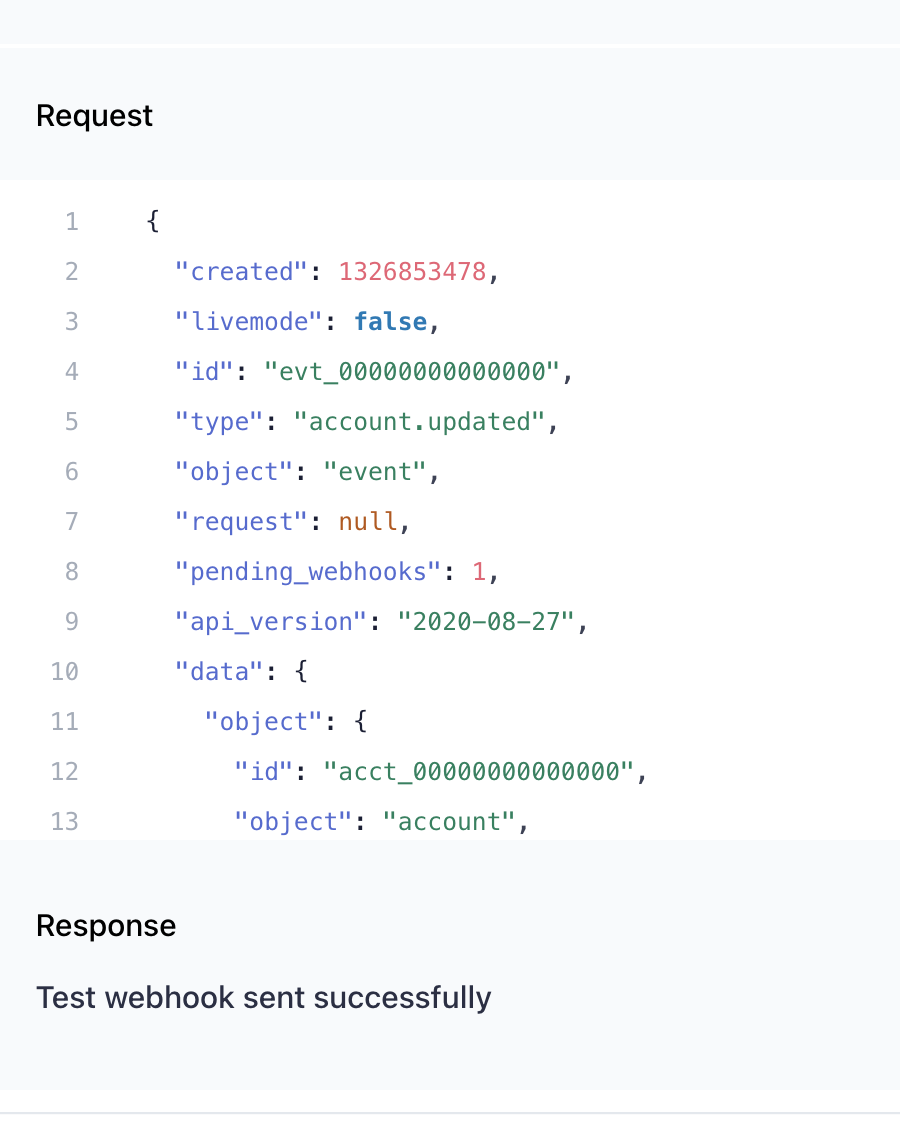 Request
1 {
2 "created": 1326853478,
3 "livemode": false,
4 "id": "evt_00000000000000",
5 "type": "account.updated",
6 "object": "event",
7 "request": null,
8 "pending_webhooks": 1,
9 "api_version": "2020-08-27",
10 "data": {
11 "object": {
12 "id": "acct_00000000000000",
13 "object": "account",
Response
Test webhook sent successfully